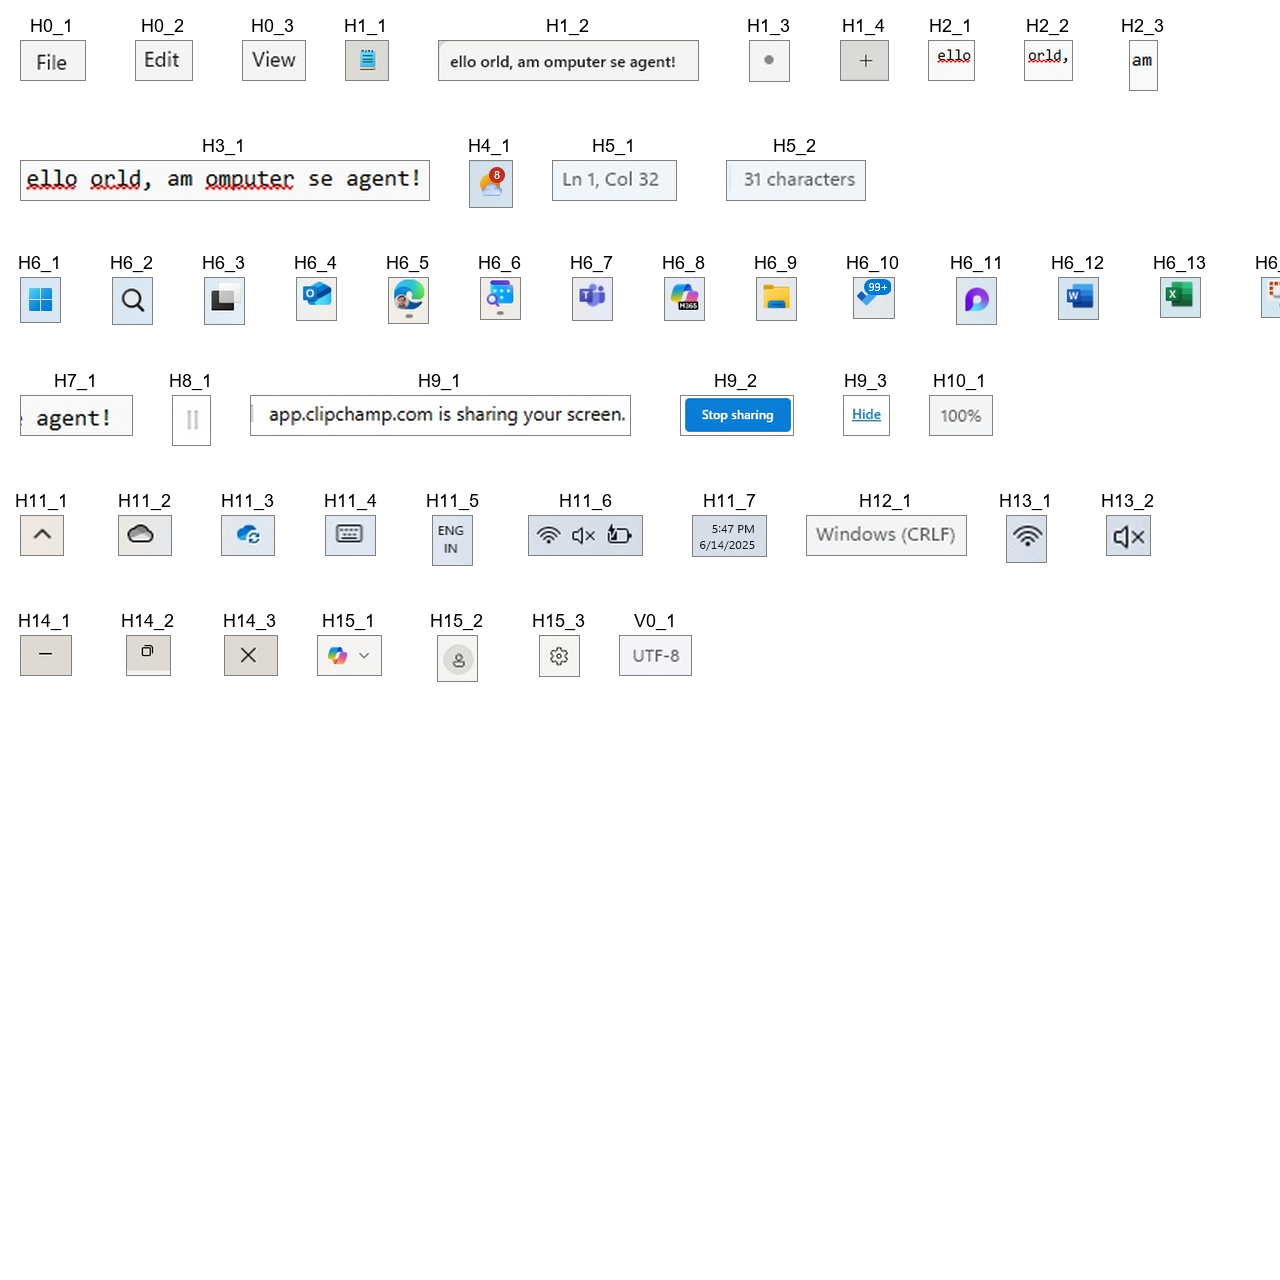 H0_1 H0_2 H0_3 H1_1 H1_2 H1_3 H1_4 H2_1 H2_2 H2_3
File Edit View ello orld, am omputer se agent! + ello orld, am
H3_1 H4_1 H5_1 H5_2
ello orld, am omputer se agent! 8 Ln 1, Col 32 31 characters
H6_1 H6_2 H6_3 H6_4 H6_5 H6_6 H6_7 H6_8 H6_9 H6_10 H6_11 H6_12 H6_13 H6_
M365 99+ W X
H7_1 H8_1 H9_1 H9_2 H9_3 H10_1
agent! app.clipchamp.com is sharing your screen. Stop sharing Hide 100%
H11_1 H11_2 H11_3 H11_4 H11_5 H11_6 H11_7 H12_1 H13_1 H13_2
ENG 5:47 PM
Windows (CRLF)
IN 6/14/2025
H14_1 H14_2 H14_3 H15_1 H15_2 H15_3 V0_1
UTF-8